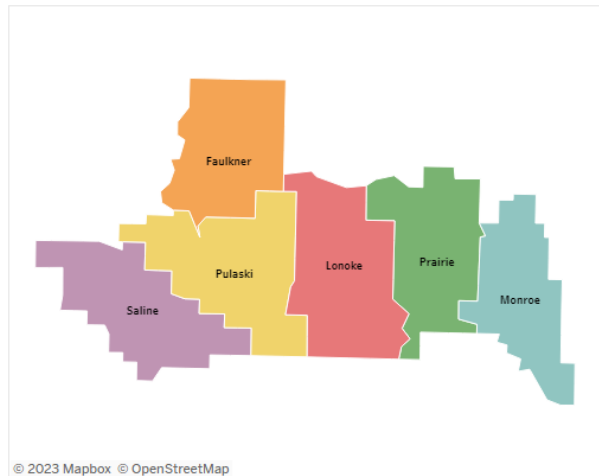 Faulkner
Pulaski
Lonoke
Prairie
Monroe
Saline
© 2023 Mapbox © OpenStreetMap